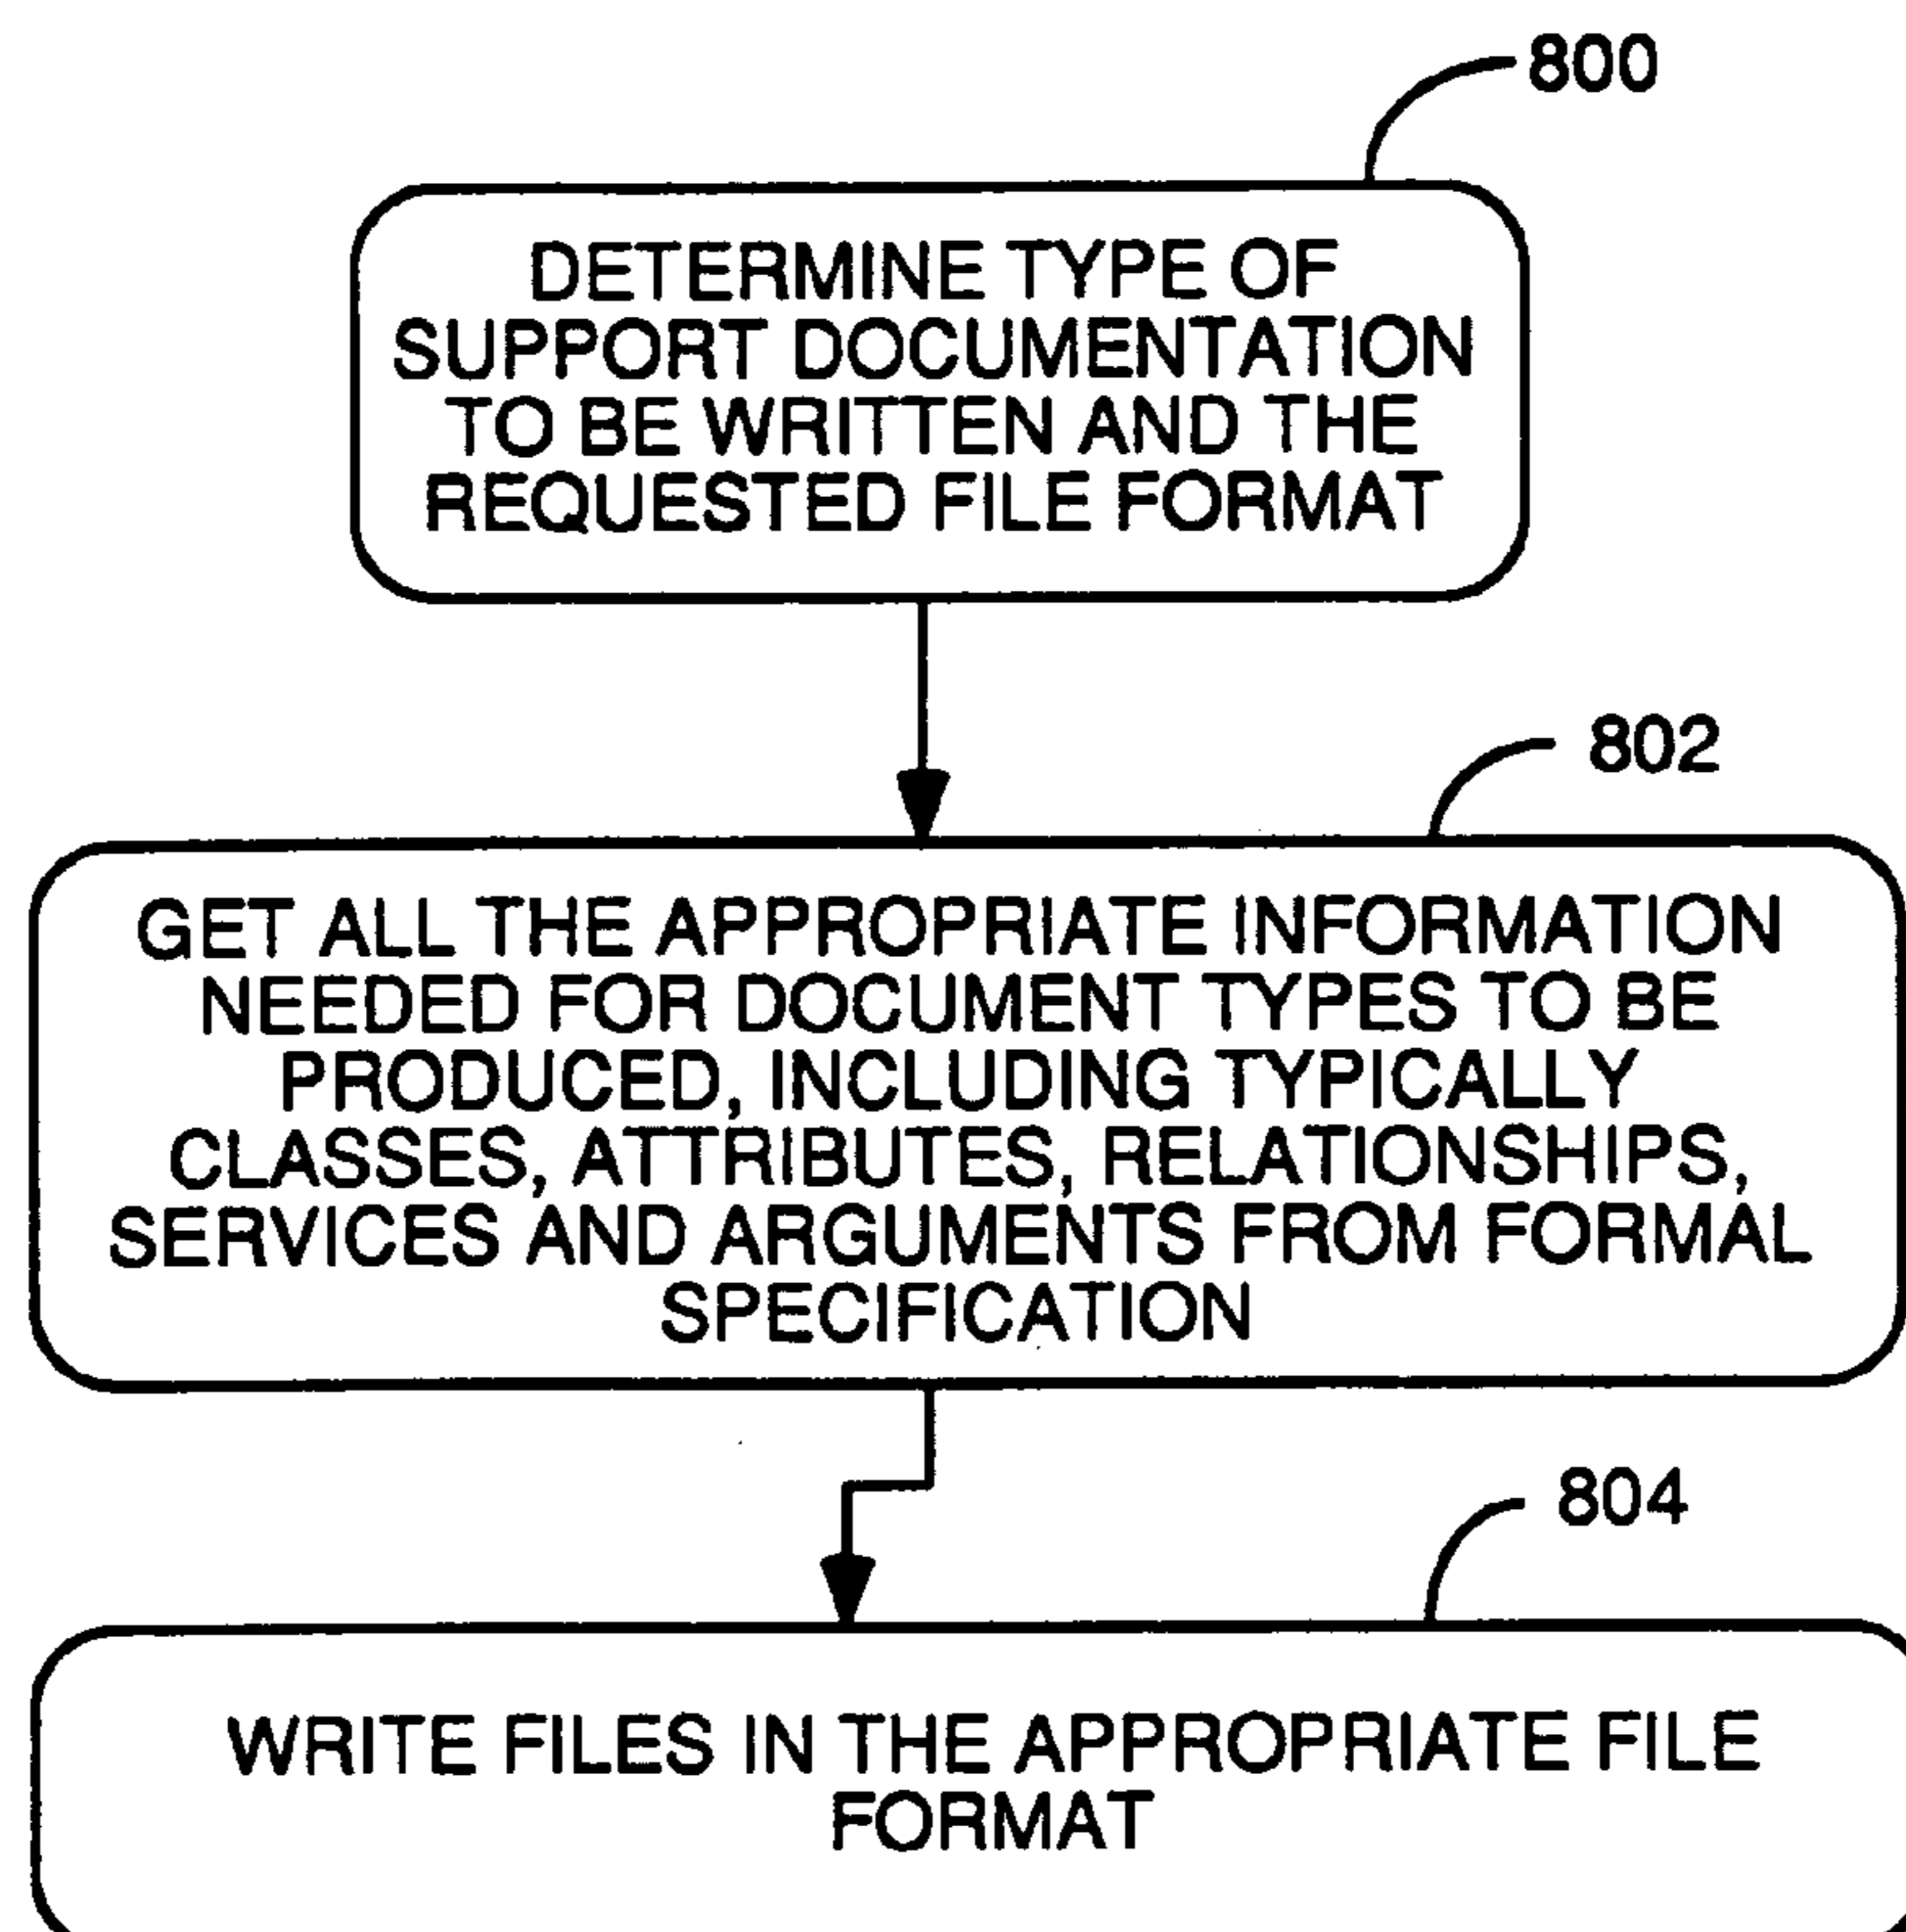 800
DETERMINE TYPE OF
SUPPORT DOCUMENTATION
TO BE WRITTEN AND THE
REQUESTED FILE FORMAT
802
GET ALL THE APPROPRIATE INFORMATION
NEEDED FOR DOCUMENT TYPES TO BE
PRODUCED, INCLUDING TYPICALLY
CLASSES, ATTRIBUTES, RELATIONSHIPS,
SERVICES AND ARGUMENTS FROM FORMAL
SPECIFICATION
804
WRITE FILES IN THE APPROPRIATE FILE
FORMAT